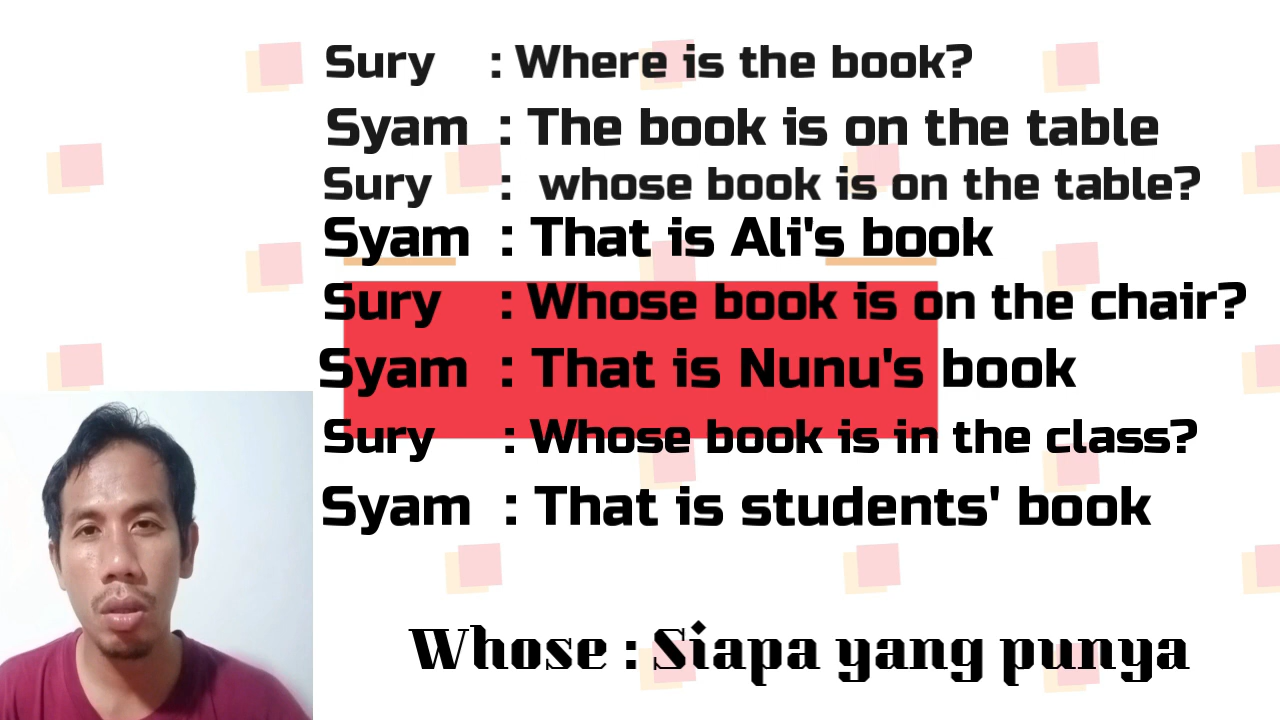 Sury : Where is the book?
Syam : The book is on the table
Sury : whose book is on the table?
Syam : That is Ali's book
Sury : Whose book is on the chair?
Syam : That is Nunu's book
Sury : Whose book is in the class?
Syam : That is students' book
Whose : Siapa yang punya